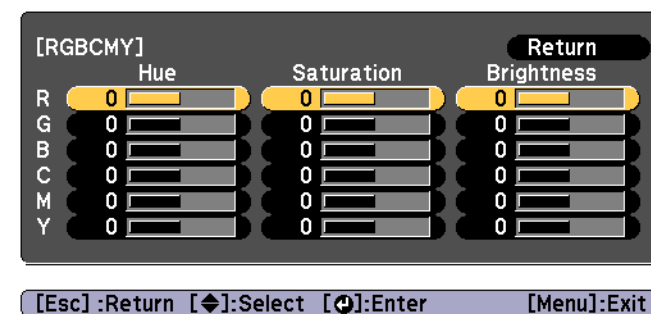 [RGBCMY] Return
Hue Saturation Brightness
R 0 0 0
G 0 0 0
B 0 0 0
C 0 0 0
M 0 0 0
Y 0 0 0
[Esc] :Return [◆]:Select [⏎]:Enter [Menu]:Exit